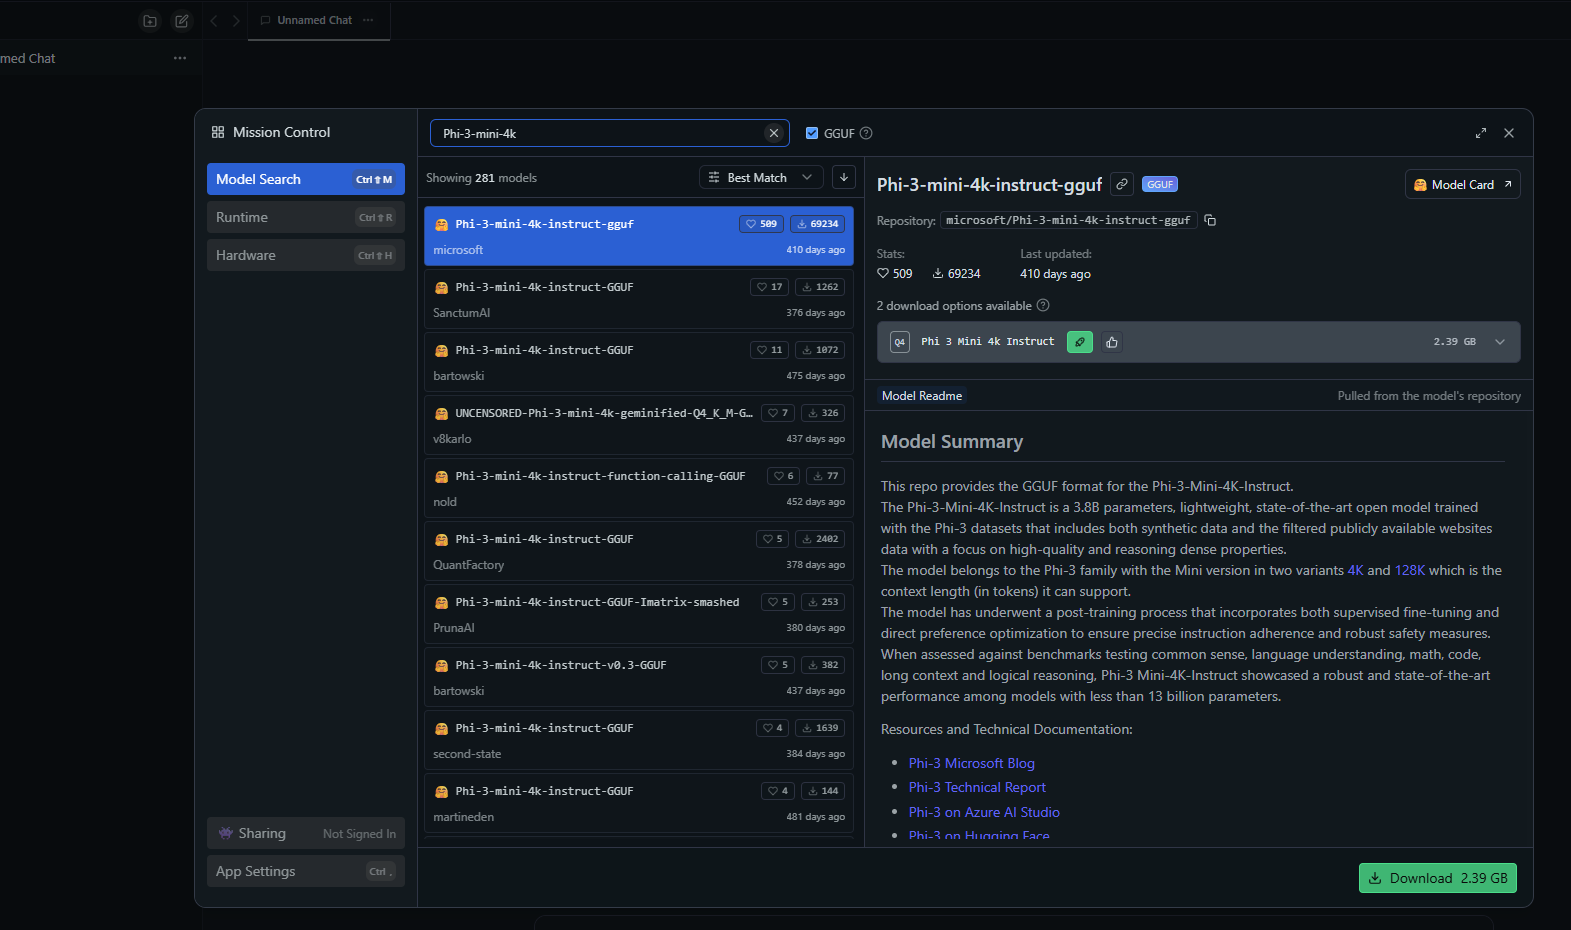 Unnamed Chat
med Chat
Mission Control
Model Search Ctrl⇧M
Runtime Ctrl⇧R
Hardware Ctrl⇧H
Sharing Not Signed In
App Settings Ctrl .
Phi-3-mini-4k
GGUF
Showing 281 models
Best Match
Phi-3-mini-4k-instruct-gguf 509 69234
microsoft 410 days ago
Phi-3-mini-4k-instruct-GGUF 17 1262
SanctumAI 376 days ago
Phi-3-mini-4k-instruct-GGUF 11 1072
bartowski 475 days ago
UNCENSORED-Phi-3-mini-4k-geminified-Q4_K_M-G… 7 326
v8karlo 437 days ago
Phi-3-mini-4k-instruct-function-calling-GGUF 6 77
nold 452 days ago
Phi-3-mini-4k-instruct-GGUF 5 2402
QuantFactory 378 days ago
Phi-3-mini-4k-instruct-GGUF-Imatrix-smashed 5 253
PrunaAI 380 days ago
Phi-3-mini-4k-instruct-v0.3-GGUF 5 382
bartowski 437 days ago
Phi-3-mini-4k-instruct-GGUF 4 1639
second-state 384 days ago
Phi-3-mini-4k-instruct-GGUF 4 144
martineden 481 days ago
Phi-3-mini-4k-instruct-gguf GGUF
Model Card
Repository: microsoft/Phi-3-mini-4k-instruct-gguf
Stats: Last updated:
509 69234 410 days ago
2 download options available
Q4 Phi 3 Mini 4k Instruct 2.39 GB
Model Readme Pulled from the model's repository
Model Summary
This repo provides the GGUF format for the Phi-3-Mini-4K-Instruct.
The Phi-3-Mini-4K-Instruct is a 3.8B parameters, lightweight, state-of-the-art open model trained
with the Phi-3 datasets that includes both synthetic data and the filtered publicly available websites
data with a focus on high-quality and reasoning dense properties.
The model belongs to the Phi-3 family with the Mini version in two variants 4K and 128K which is the
context length (in tokens) it can support.
The model has underwent a post-training process that incorporates both supervised fine-tuning and
direct preference optimization to ensure precise instruction adherence and robust safety measures.
When assessed against benchmarks testing common sense, language understanding, math, code,
long context and logical reasoning, Phi-3 Mini-4K-Instruct showcased a robust and state-of-the-art
performance among models with less than 13 billion parameters.
Resources and Technical Documentation:
Phi-3 Microsoft Blog
Phi-3 Technical Report
Phi-3 on Azure AI Studio
Phi-3 on Hugging Face
Download 2.39 GB